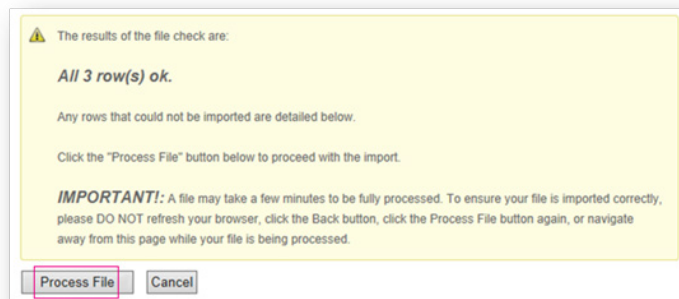 The results of the file check are:
All 3 row(s) ok.
Any rows that could not be imported are detailed below.
Click the "Process File" button below to proceed with the import.
IMPORTANT!: A file may take a few minutes to be fully processed. To ensure your file is imported correctly,
please DO NOT refresh your browser, click the Back button, click the Process File button again, or navigate
away from this page while your file is being processed.
Process File Cancel